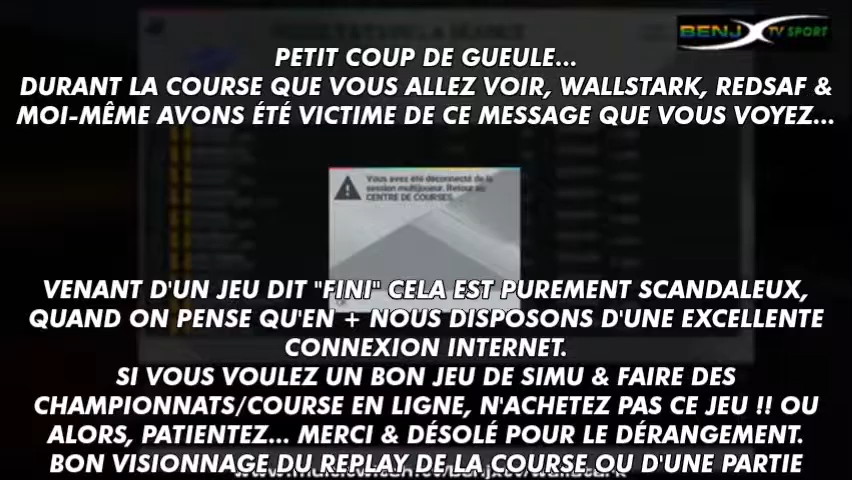 BENJXTV SPORT
PETIT COUP DE GUEULE...
DURANT LA COURSE QUE VOUS ALLEZ VOIR, WALLSTARK, REDSAF &
MOI-MÊME AVONS ÉTÉ VICTIME DE CE MESSAGE QUE VOUS VOYEZ...
Vous avez été déconnecté de la
session multijoueur. Retour au
CENTRE DE COURSES.
VENANT D'UN JEU DIT "FINI" CELA EST PUREMENT SCANDALEUX,
QUAND ON PENSE QU'EN + NOUS DISPOSONS D'UNE EXCELLENTE
CONNEXION INTERNET.
SI VOUS VOULEZ UN BON JEU DE SIMU & FAIRE DES
CHAMPIONNATS/COURSE EN LIGNE, N'ACHETEZ PAS CE JEU !! OU
ALORS, PATIENTEZ... MERCI & DÉSOLÉ POUR LE DÉRANGEMENT.
BON VISIONNAGE DU REPLAY DE LA COURSE OU D'UNE PARTIE